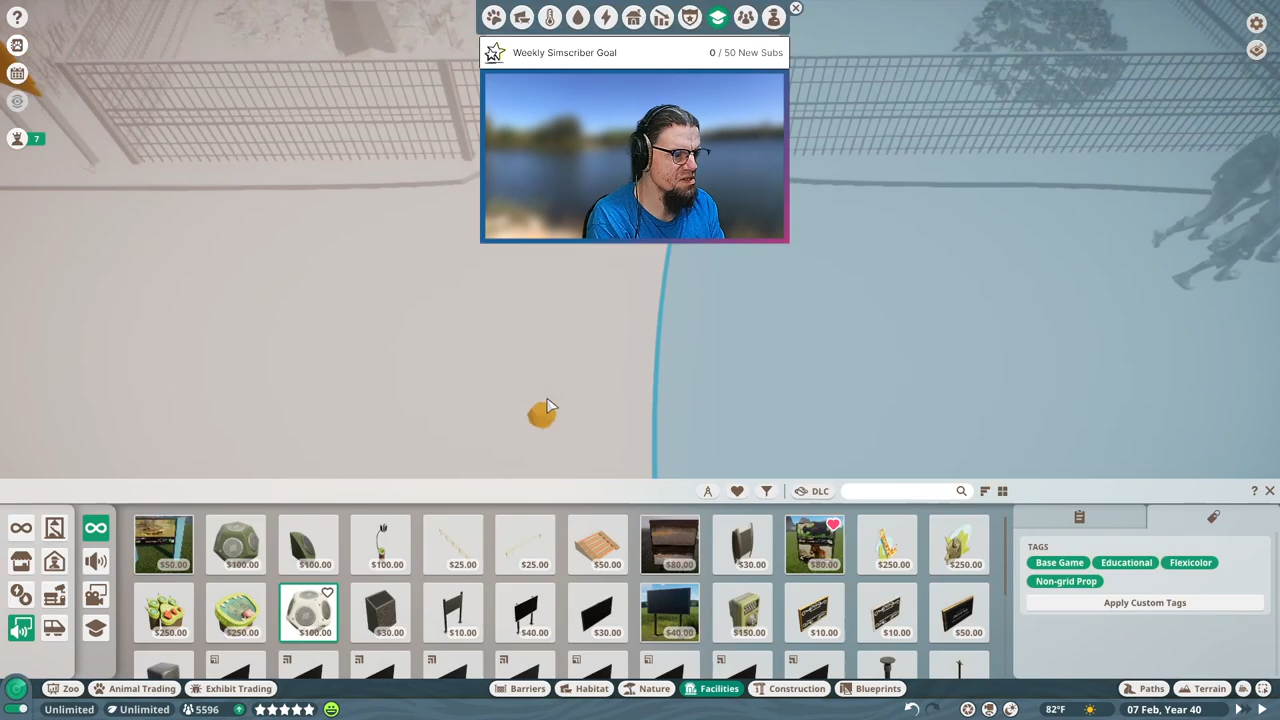 ?
Weekly Simscriber Goal 0 / 50 New Subs
7
DLC
?
$50.00 $100.00 $100.00 $100.00 $25.00 $25.00 $50.00 $80.00 $30.00 $80.00 $250.00 $250.00
$250.00 $250.00 $100.00 $30.00 $10.00 $40.00 $30.00 $40.00 $150.00 $10.00 $10.00 $50.00
TAGS
Base Game Educational Flexicolor
Non-grid Prop
Apply Custom Tags
Zoo Animal Trading Exhibit Trading Barriers Habitat Nature Facilities Construction Blueprints Paths Terrain
Unlimited Unlimited 5596 82°F 07 Feb, Year 40